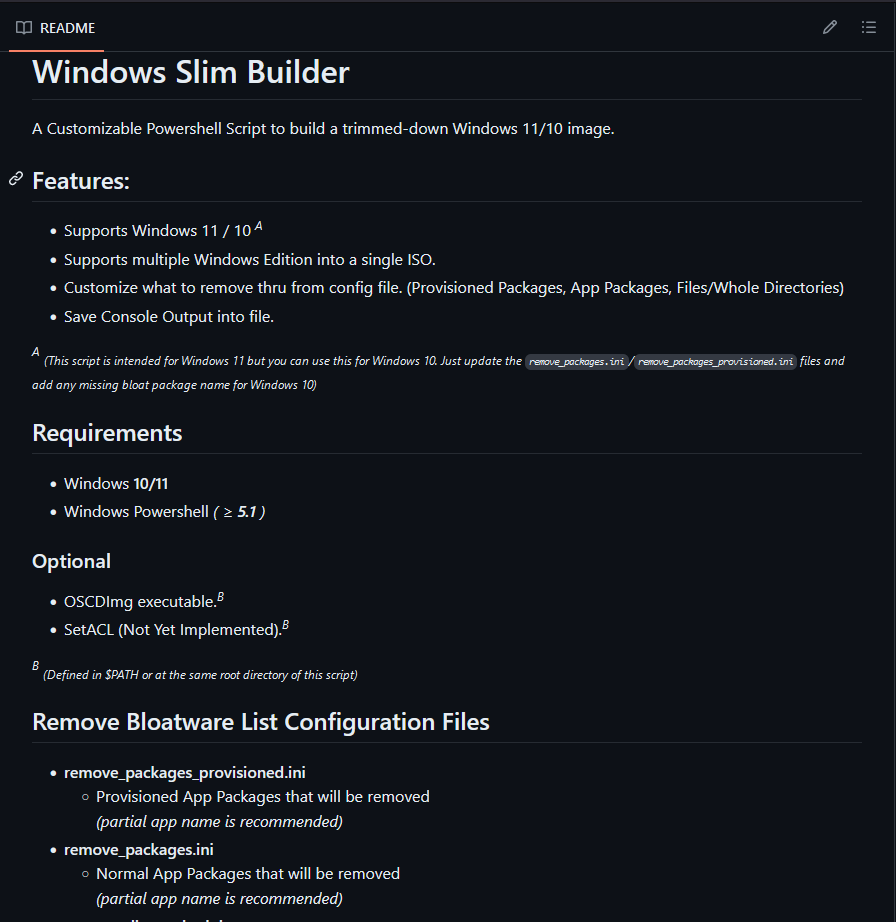 README
Windows Slim Builder
A Customizable Powershell Script to build a trimmed-down Windows 11/10 image.
Features:
• Supports Windows 11 / 10 A
• Supports multiple Windows Edition into a single ISO.
• Customize what to remove thru from config file. (Provisioned Packages, App Packages, Files/Whole Directories)
• Save Console Output into file.
A (This script is intended for Windows 11 but you can use this for Windows 10. Just update the remove_packages.ini/remove_packages_provisioned.ini files and
add any missing bloat package name for Windows 10)
Requirements
• Windows 10/11
• Windows Powershell ( ≥ 5.1 )
Optional
• OSCDImg executable.B
• SetACL (Not Yet Implemented).B
B (Defined in $PATH or at the same root directory of this script)
Remove Bloatware List Configuration Files
• remove_packages_provisioned.ini
○ Provisioned App Packages that will be removed
(partial app name is recommended)
• remove_packages.ini
○ Normal App Packages that will be removed
(partial app name is recommended)